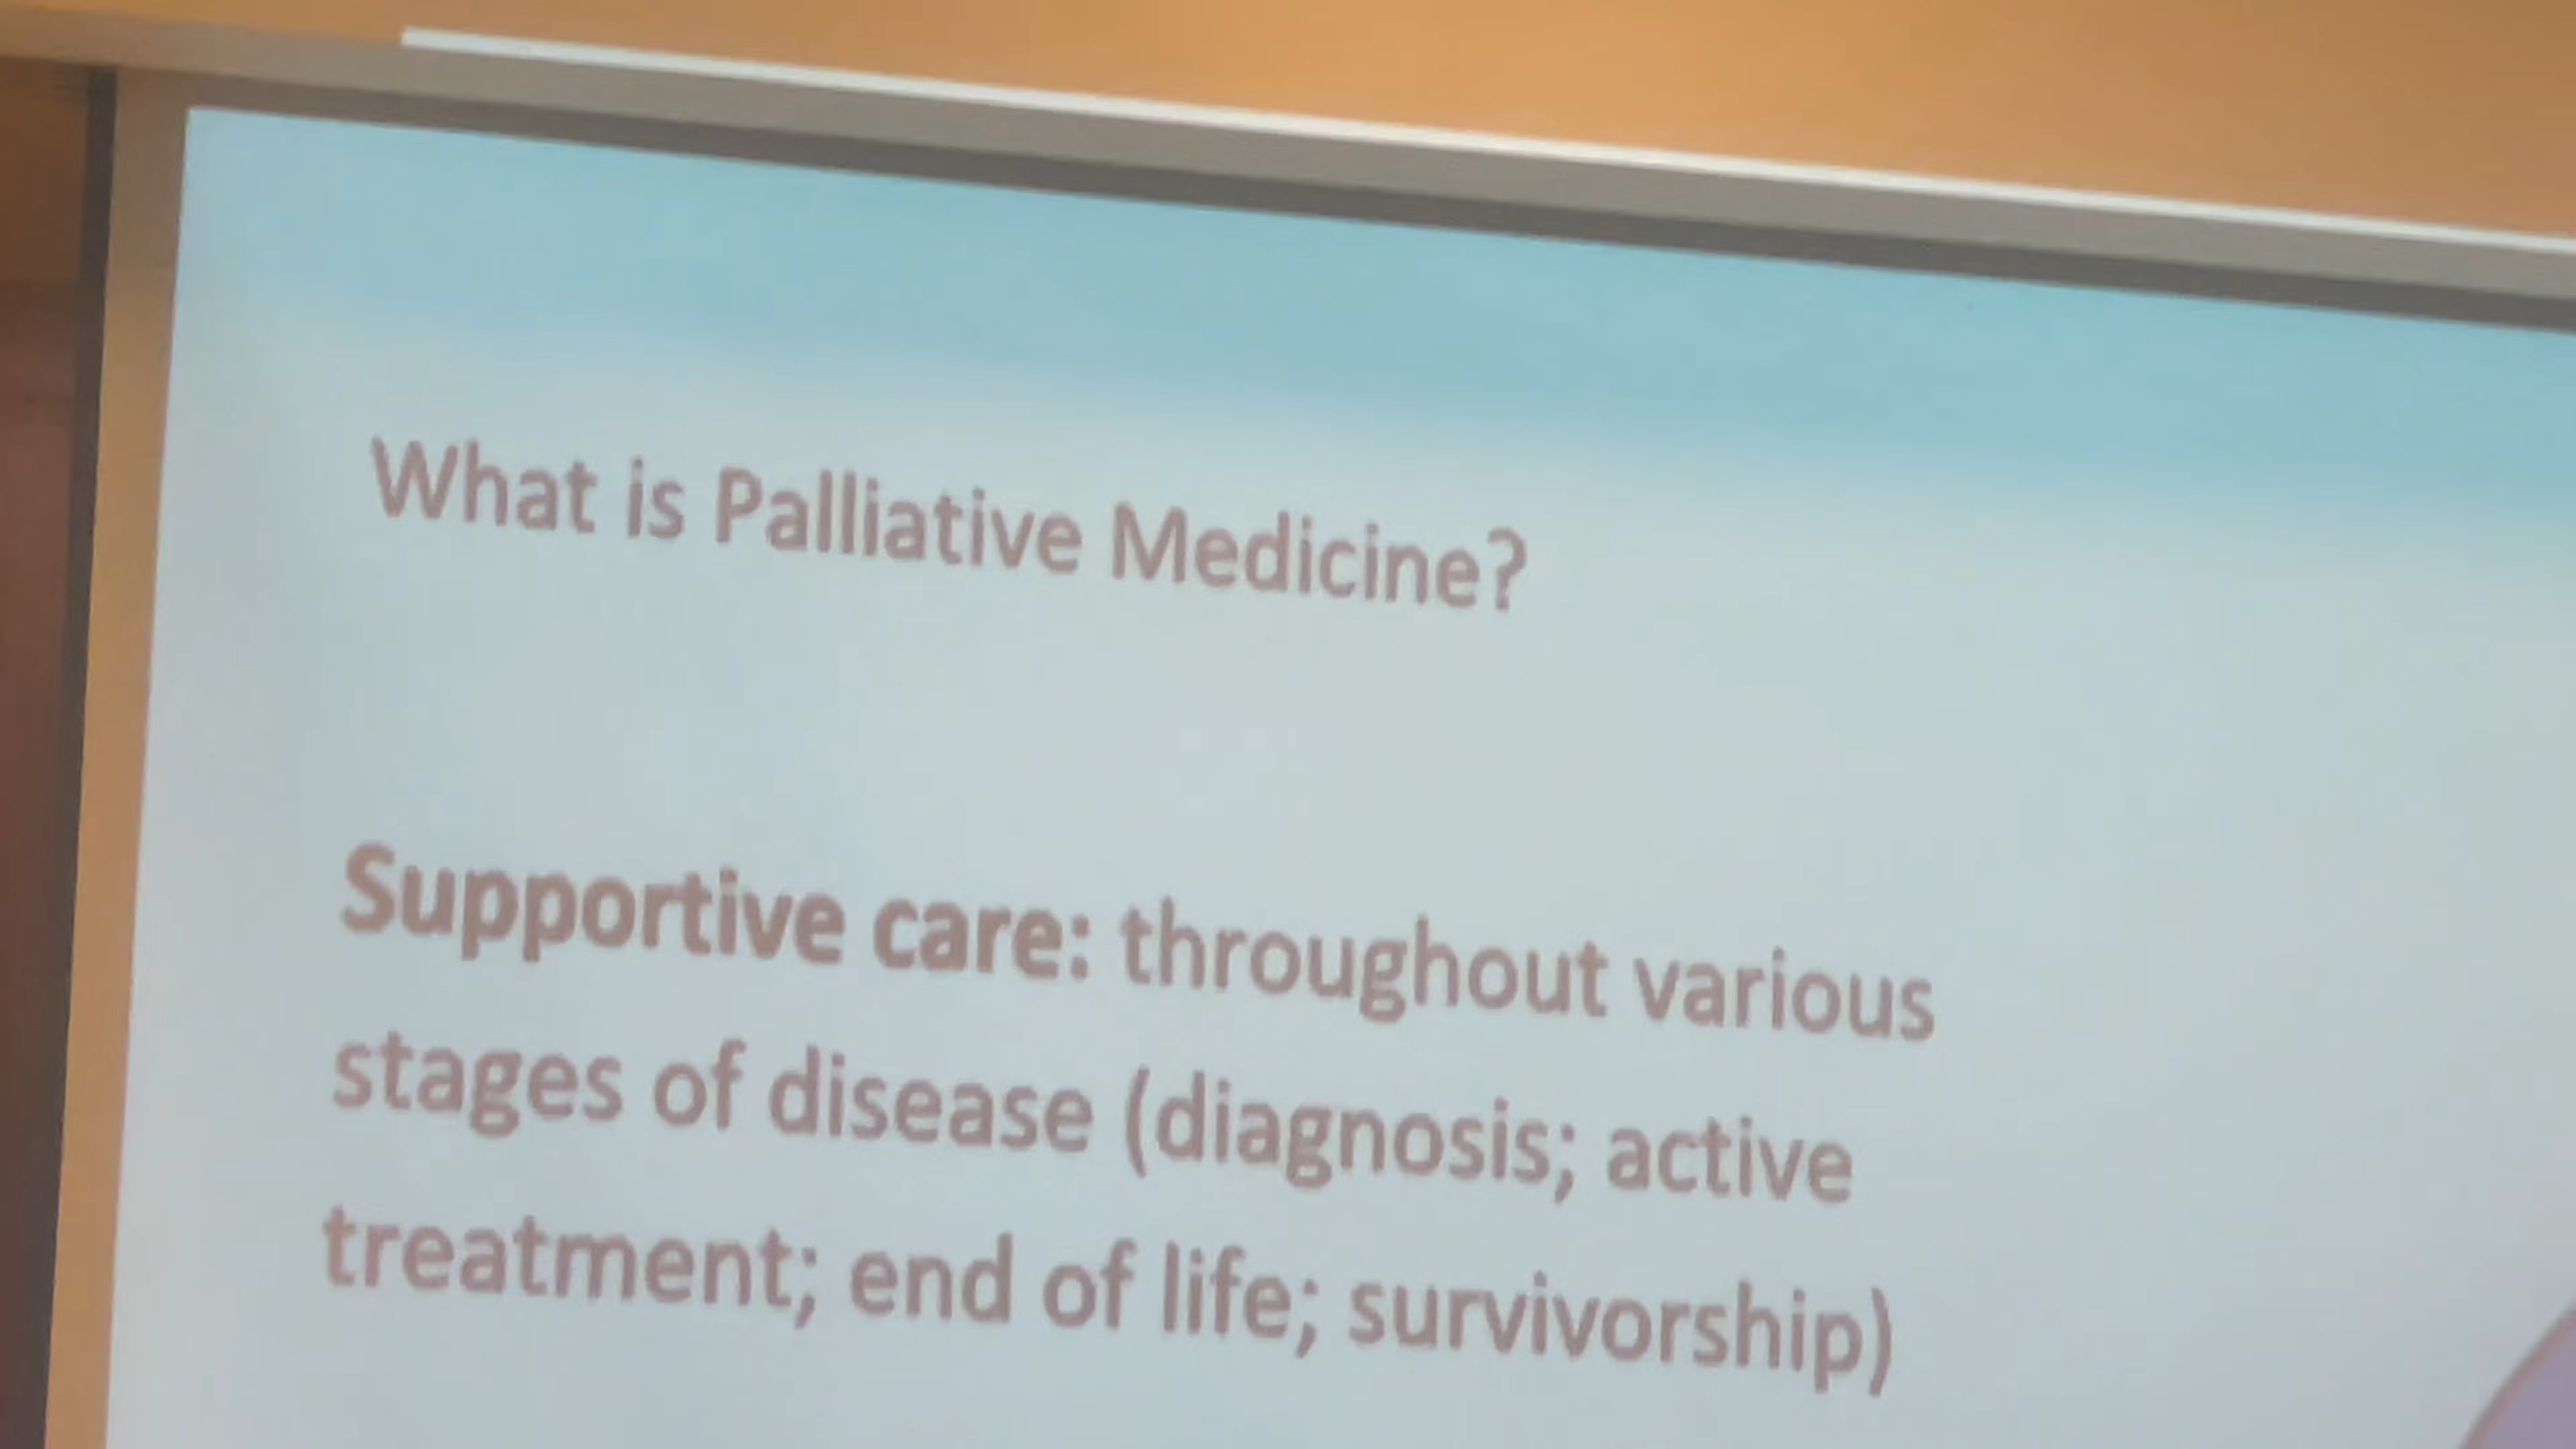 What is Palliative Medicine?
Supportive care: throughout various
stages of disease (diagnosis; active
treatment; end of life; survivorship)